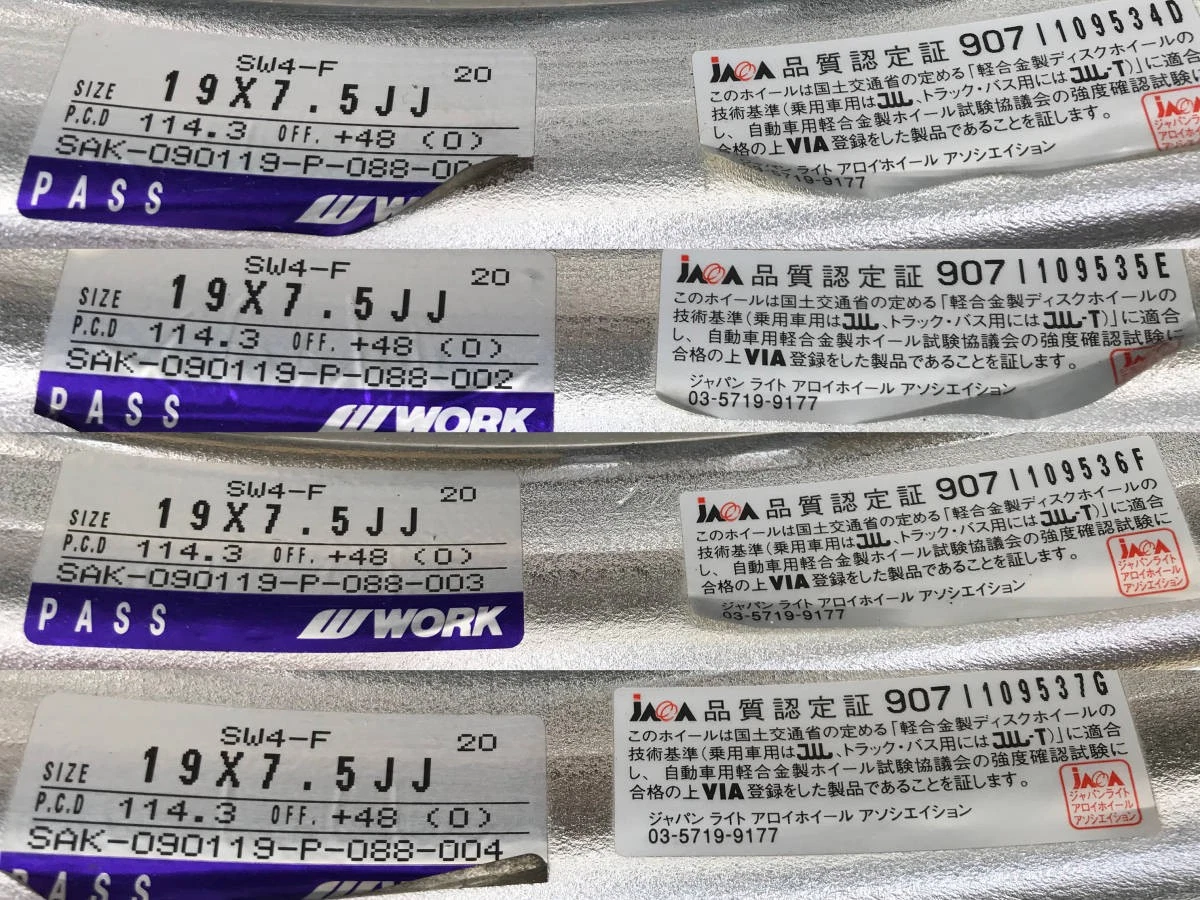 SW4-F 20
SIZE 19X7.5JJ
P.C.D 114.3 OFF. +48 (0)
SAK-090119-P-088-00
PASS WORK
JAWA 品質認定証 907 I109534D
このホイールは国土交通省の定める「軽合金製ディスクホイールの
技術基準(乗用車用はJWL、トラック・バス用にはJWL-T)」に適合
し、自動車用軽合金製ホイール試験協議会の強度確認試験に
合格の上VIA登録をした製品であることを証します。
ジャパン ライト アロイホイール アソシエイション
5719-9177
SW4-F 20
SIZE 19X7.5JJ
P.C.D 114.3 OFF. +48 (0)
SAK-090119-P-088-002
PASS WORK
JAWA 品質認定証 907 I109535E
このホイールは国土交通省の定める「軽合金製ディスクホイールの
技術基準(乗用車用はJWL、トラック・バス用にはJWL-T)」に適合
し、自動車用軽合金製ホイール試験協議会の強度確認試験に
合格の上VIA登録をした製品であることを証します。
ジャパン ライト アロイホイール アソシエイション
03-5719-9177
SW4-F 20
SIZE 19X7.5JJ
P.C.D 114.3 OFF. +48 (0)
SAK-090119-P-088-003
PASS WORK
JAWA 品質認定証 907 I109536F
このホイールは国土交通省の定める「軽合金製ディスクホイールの
技術基準(乗用車用はJWL、トラック・バス用にはJWL-T)」に適合
し、自動車用軽合金製ホイール試験協議会の強度確認試験に
合格の上VIA登録をした製品であることを証します。
ジャパン ライト アロイホイール アソシエイション
03-5719-9177
JAWA
ジャパンライト
アロイホイール
アソシエイション
SW4-F 20
SIZE 19X7.5JJ
P.C.D 114.3 OFF. +48 (0)
SAK-090119-P-088-004
PASS WORK
JAWA 品質認定証 907 I109537G
このホイールは国土交通省の定める「軽合金製ディスクホイールの
技術基準(乗用車用はJWL、トラック・バス用にはJWL-T)」に適合
し、自動車用軽合金製ホイール試験協議会の強度確認試験に
合格の上VIA登録をした製品であることを証します。
ジャパン ライト アロイホイール アソシエイション
03-5719-9177
JAWA
ジャパンライト
アロイホイール
アソシエイション